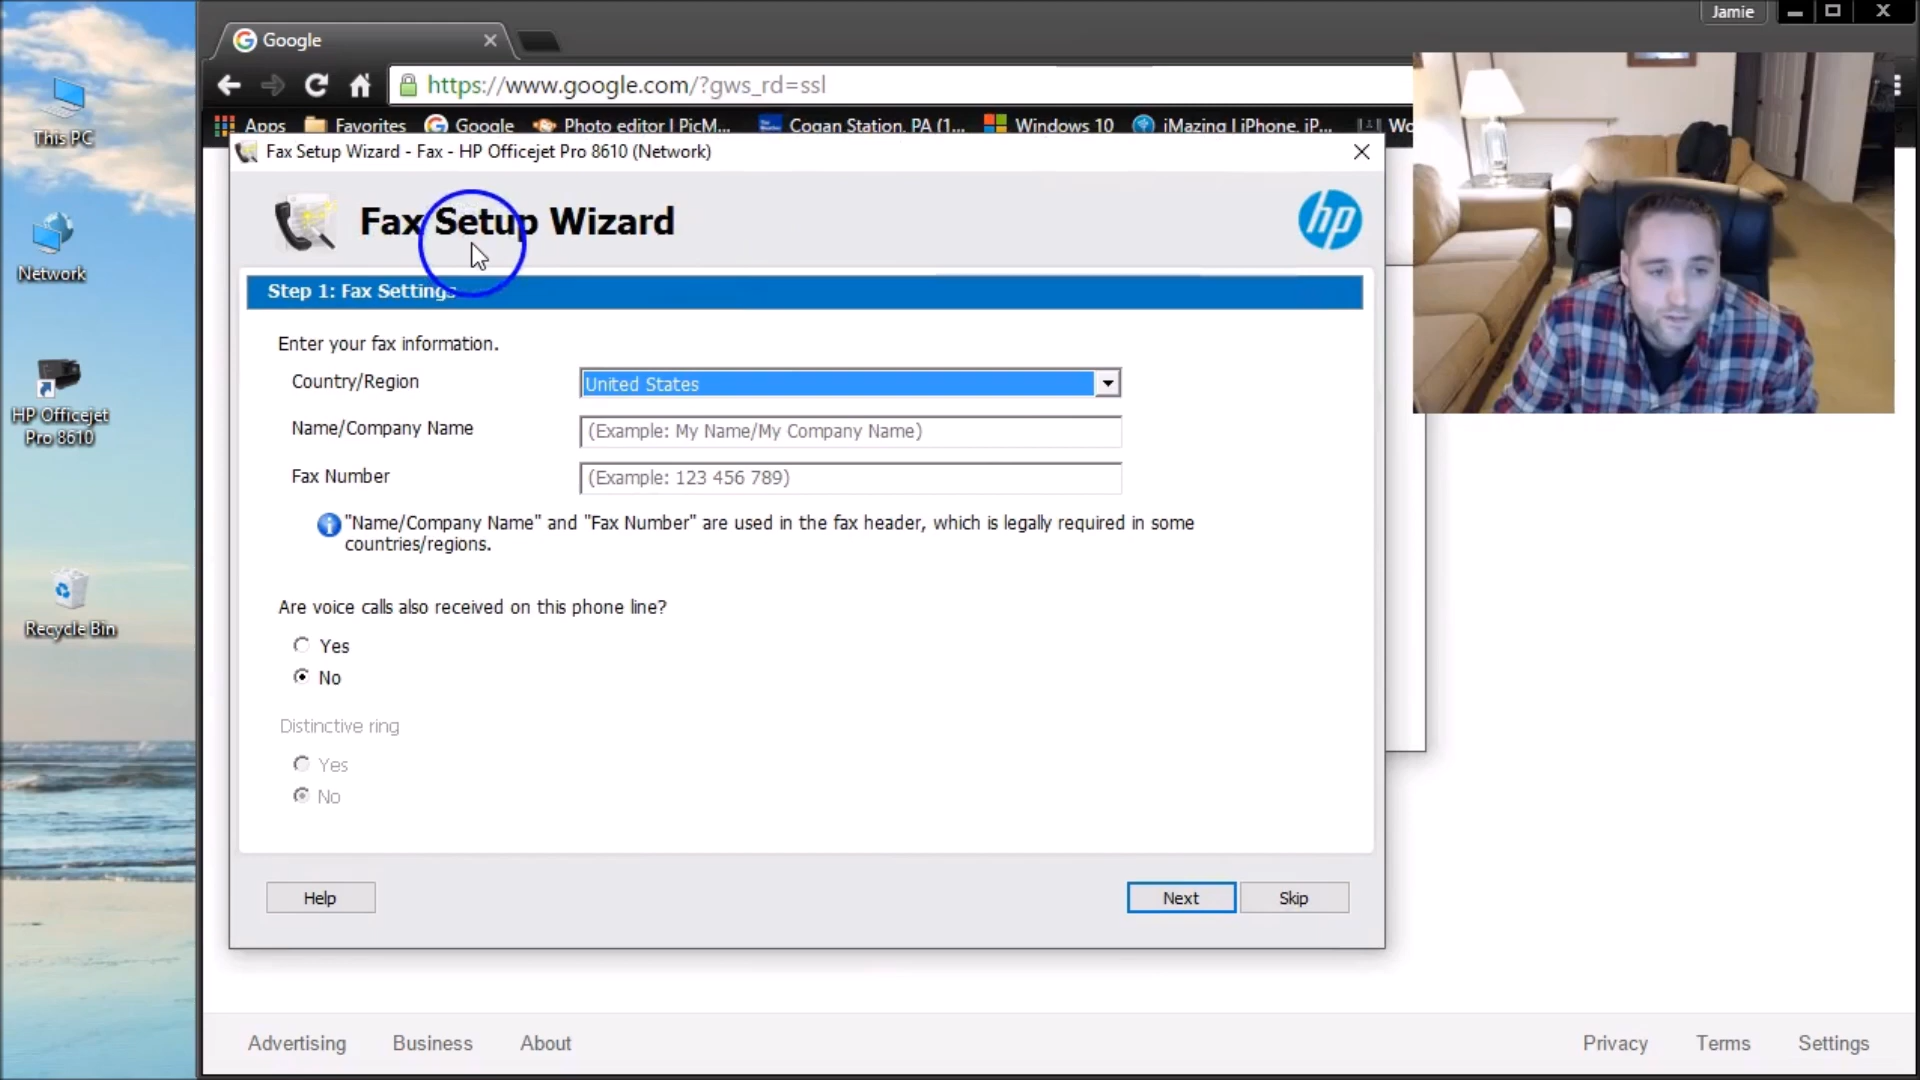 Jamie
Google
https://www.google.com/?gws_rd=ssl
Apps
Favorites
Google
Photo editor | PicM...
Cogan Station, PA (1...
Windows 10
iMazing | iPhone, iP...
Wo
This PC
Network
HP Officejet
Pro 8610
Recycle Bin
Fax Setup Wizard - Fax - HP Officejet Pro 8610 (Network)
Fax Setup Wizard
hp
Step 1: Fax Settings
Enter your fax information.
Country/Region
United States
Name/Company Name
(Example: My Name/My Company Name)
Fax Number
(Example: 123 456 789)
"Name/Company Name" and "Fax Number" are used in the fax header, which is legally required in some
countries/regions.
Are voice calls also received on this phone line?
Yes
No
Distinctive ring
Yes
No
Help
Next
Skip
Advertising
Business
About
Privacy
Terms
Settings